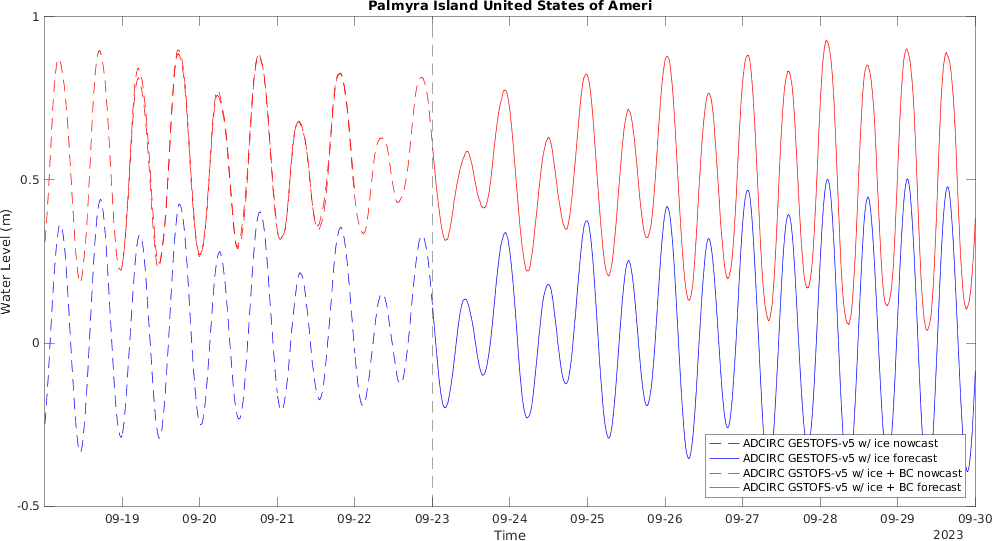 Palmyra Island United States of Ameri
1
0.5
0
-0.5
Water Level (m)
ADCIRC GESTOFS-v5 w/ ice nowcast
ADCIRC GESTOFS-v5 w/ ice forecast
ADCIRC GSTOFS-v5 w/ ice + BC nowcast
ADCIRC GSTOFS-v5 w/ ice + BC forecast
09-19 09-20 09-21 09-22 09-23 09-24 09-25 09-26 09-27 09-28 09-29 09-30
Time
2023